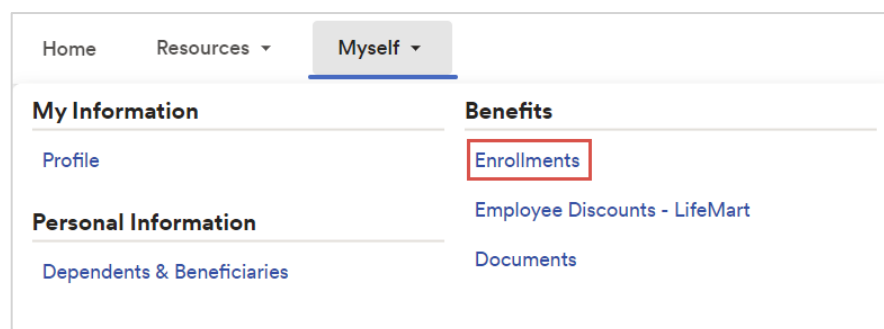 Home Resources Myself
My Information
Profile
Personal Information
Dependents & Beneficiaries
Benefits
Enrollments
Employee Discounts - LifeMart
Documents